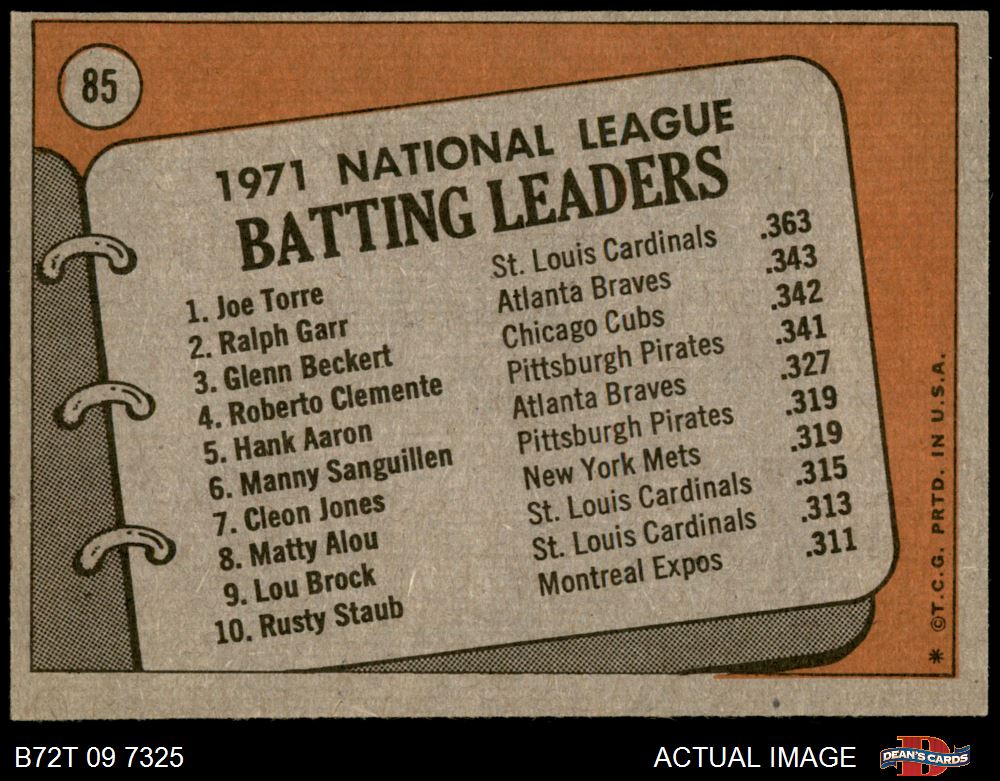 85
1971 NATIONAL LEAGUE
BATTING LEADERS
1. Joe Torre St. Louis Cardinals .363
2. Ralph Garr Atlanta Braves .343
3. Glenn Beckert Chicago Cubs .342
4. Roberto Clemente Pittsburgh Pirates .341
5. Hank Aaron Atlanta Braves .327
6. Manny Sanguillen Pittsburgh Pirates .319
7. Cleon Jones New York Mets .319
8. Matty Alou St. Louis Cardinals .315
9. Lou Brock St. Louis Cardinals .313
10. Rusty Staub Montreal Expos .311
* ©T.C.G. PRTD. IN U.S.A.
B72T 09 7325 ACTUAL IMAGE D DEAN'S CARDS